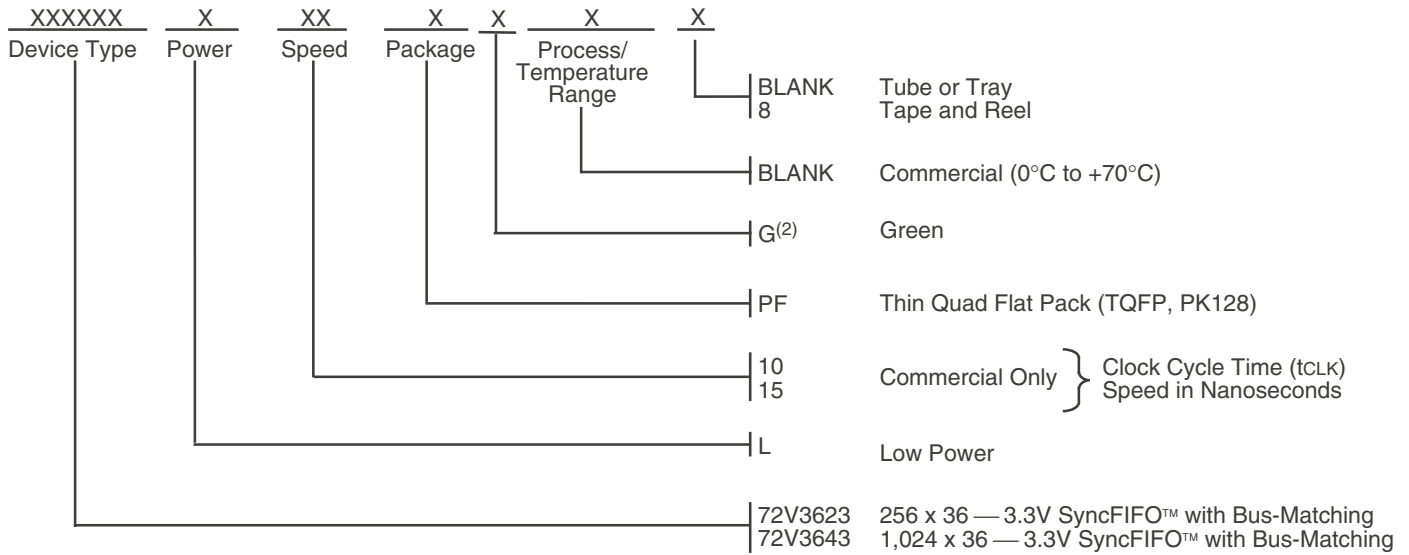 XXXXXX X XX X X X X
Device Type Power Speed Package Process/
Temperature
Range
BLANK Tube or Tray
8 Tape and Reel
BLANK Commercial (0°C to +70°C)
G(2) Green
PF Thin Quad Flat Pack (TQFP, PK128)
10
15
Commercial Only
Clock Cycle Time (tCLK)
Speed in Nanoseconds
L Low Power
72V3623 256 x 36 — 3.3V SyncFIFO™ with Bus-Matching
72V3643 1,024 x 36 — 3.3V SyncFIFO™ with Bus-Matching